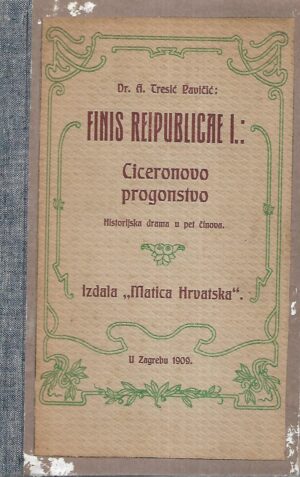 Dr. A. Tresić Pavičić:
FINIS REIPUBLICAE I.:
Ciceronovo
progonstvo
Historijska drama u pet činova.
Izdala „Matica Hrvatska“.
U Zagrebu 1909.